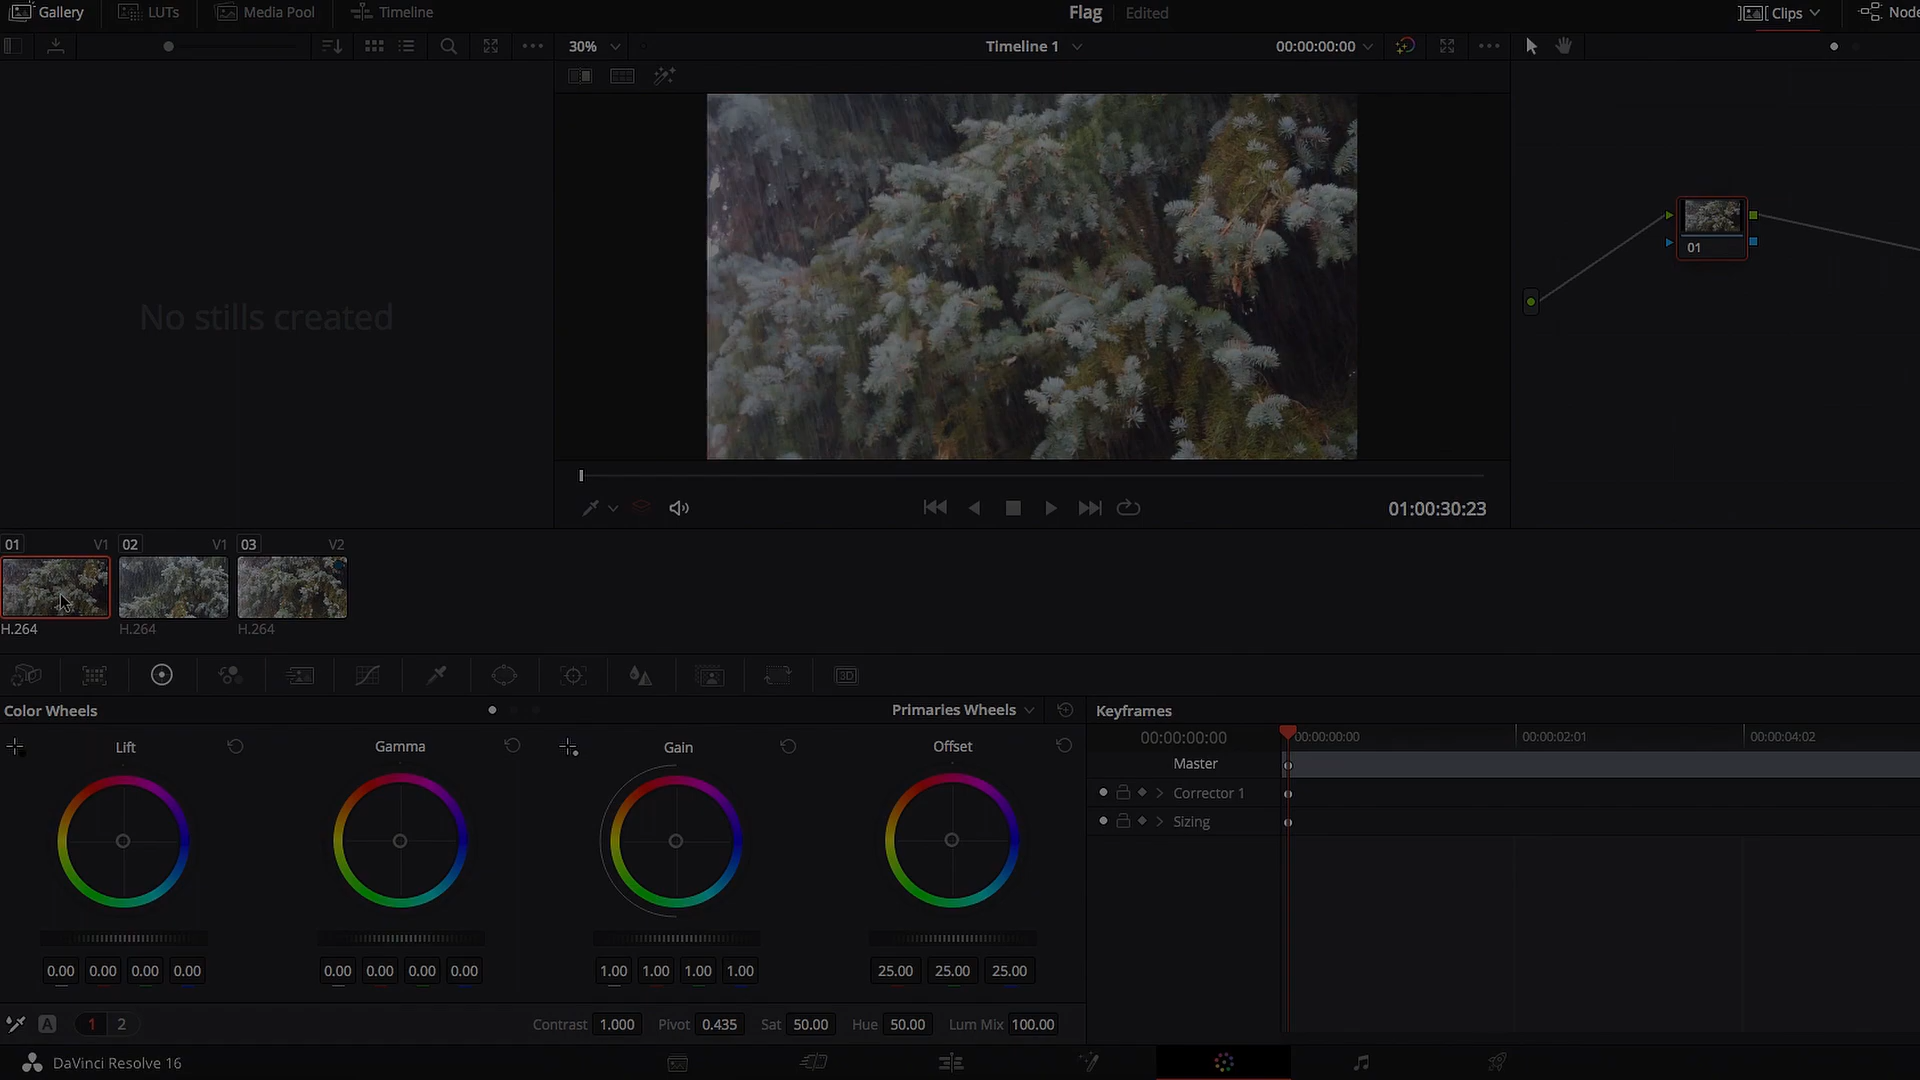 Gallery LUTs Media Pool Timeline Flag Edited Clips Node
30% Timeline 1 00:00:00:00
No stills created
01
01:00:30:23
01 V1 02 V1 03 V2
H.264 H.264 H.264
Color Wheels Primaries Wheels
Lift Gamma Gain Offset
0.00 0.00 0.00 0.00 0.00 0.00 0.00 0.00 1.00 1.00 1.00 1.00 25.00 25.00 25.00
A 1 2 Contrast 1.000 Pivot 0.435 Sat 50.00 Hue 50.00 Lum Mix 100.00
Keyframes
00:00:00:00 00:00:00:00 00:00:02:01 00:00:04:02
Master
Corrector 1
Sizing
3D
DaVinci Resolve 16